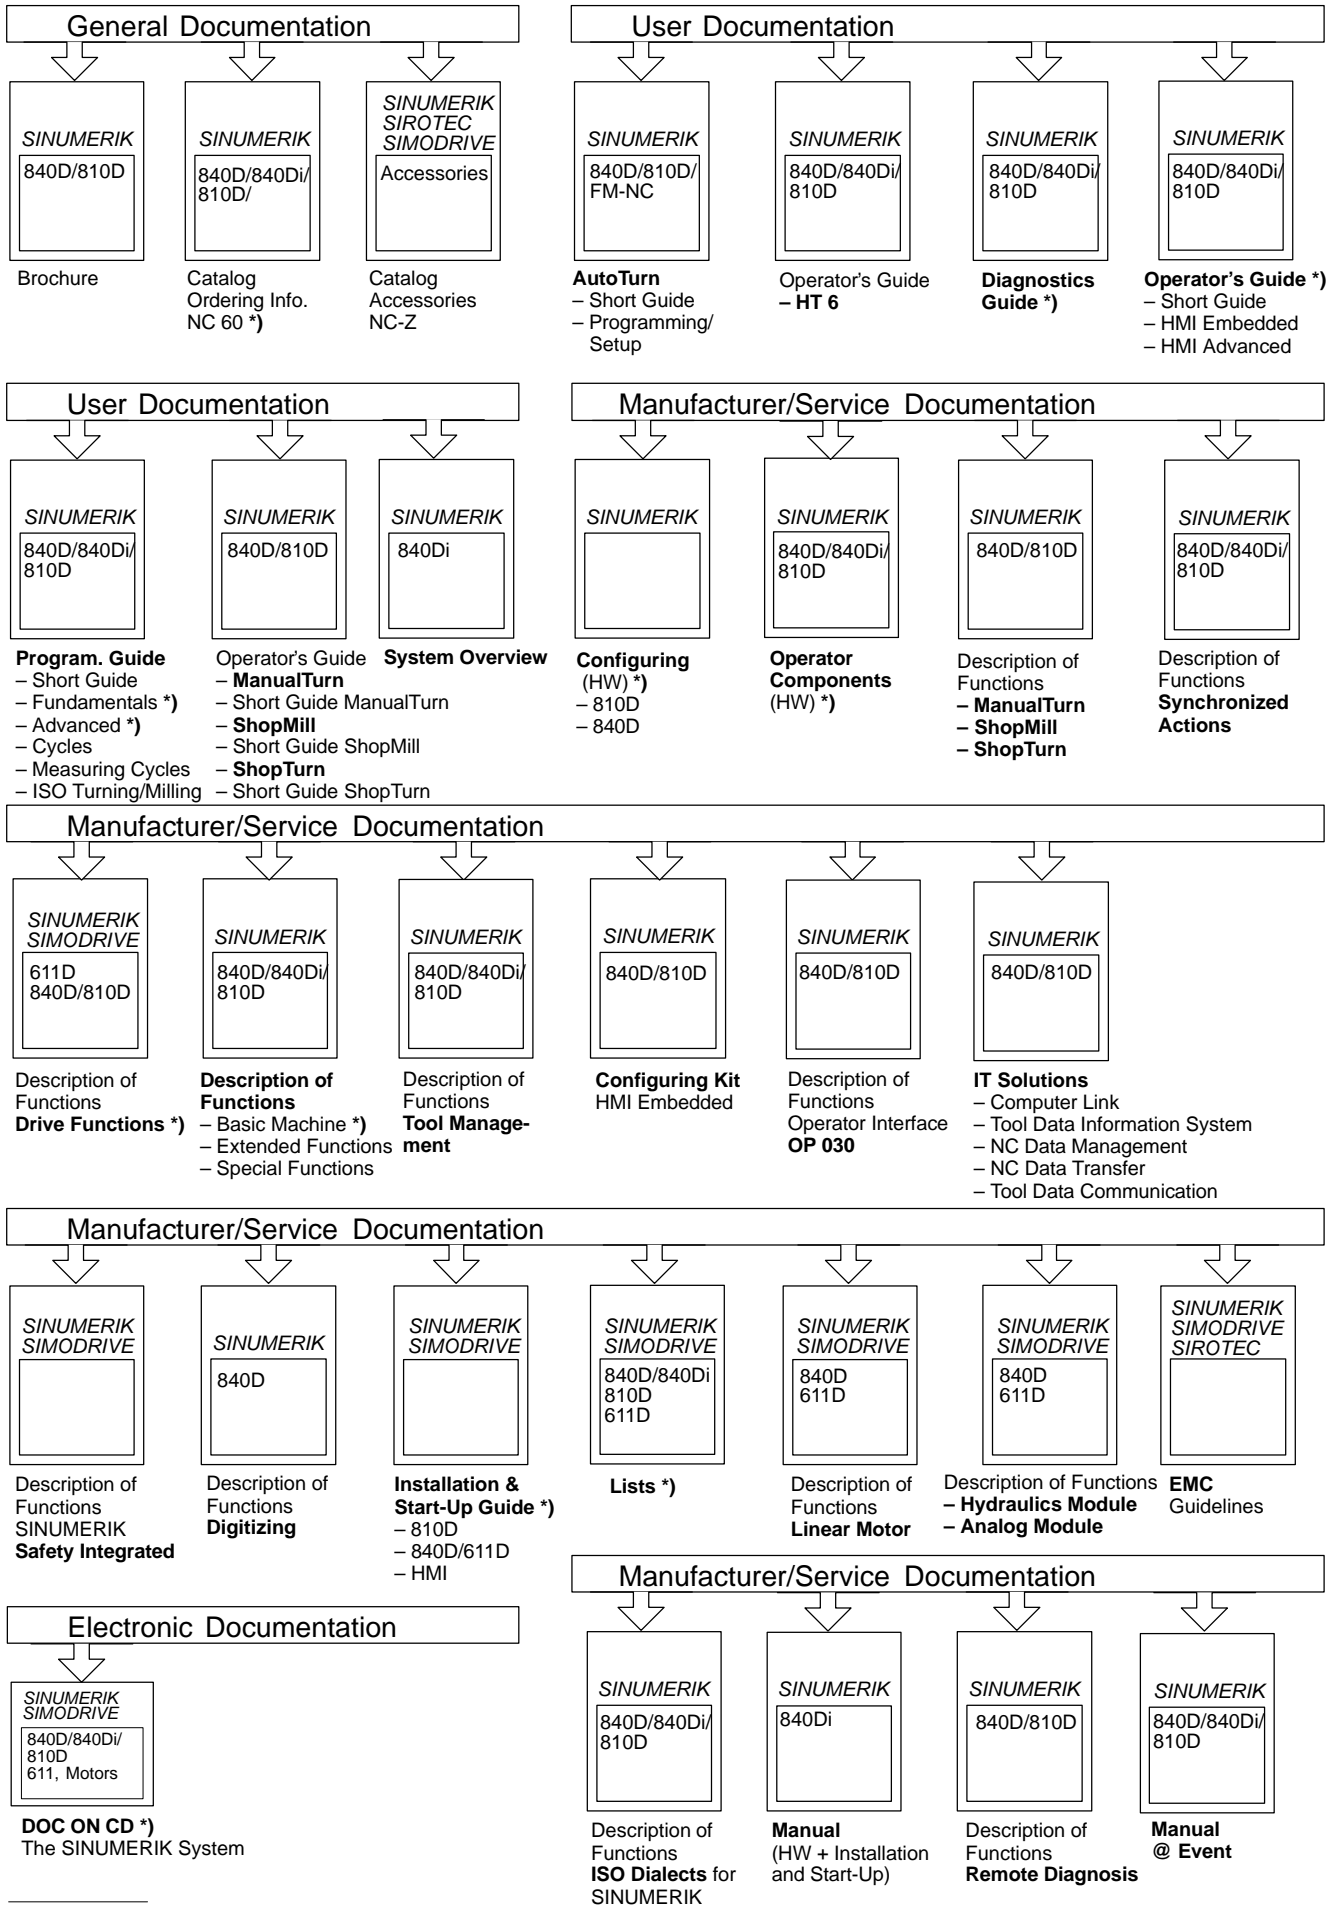 General Documentation
SINUMERIK
840D/810D
Brochure
SINUMERIK
840D/840Di/
810D/
Catalog
Ordering Info.
NC 60 *)
SINUMERIK
SIROTEC
SIMODRIVE
Accessories
Catalog
Accessories
NC-Z
User Documentation
SINUMERIK
840D/810D/
FM-NC
AutoTurn
– Short Guide
– Programming/
Setup
SINUMERIK
840D/840Di/
810D
Operator's Guide
– HT 6
SINUMERIK
840D/840Di/
810D
Diagnostics
Guide *)
SINUMERIK
840D/840Di/
810D
Operator's Guide *)
– Short Guide
– HMI Embedded
– HMI Advanced
User Documentation
SINUMERIK
840D/840Di/
810D
Program. Guide
– Short Guide
– Fundamentals *)
– Advanced *)
– Cycles
– Measuring Cycles
– ISO Turning/Milling
SINUMERIK
840D/810D
Operator's Guide
– ManualTurn
– Short Guide ManualTurn
– ShopMill
– Short Guide ShopMill
– ShopTurn
– Short Guide ShopTurn
SINUMERIK
840Di
System Overview
Manufacturer/Service Documentation
SINUMERIK
Configuring
(HW) *)
– 810D
– 840D
SINUMERIK
840D/840Di/
810D
Operator
Components
(HW) *)
SINUMERIK
840D/810D
Description of
Functions
– ManualTurn
– ShopMill
– ShopTurn
SINUMERIK
840D/840Di/
810D
Description of
Functions
Synchronized
Actions
Manufacturer/Service Documentation
SINUMERIK
SIMODRIVE
611D
840D/810D
Description of
Functions
Drive Functions *)
SINUMERIK
840D/840Di/
810D
Description of
Functions
– Basic Machine *)
– Extended Functions
– Special Functions
SINUMERIK
840D/840Di/
810D
Description of
Functions
Tool Manage-
ment
SINUMERIK
840D/810D
Configuring Kit
HMI Embedded
SINUMERIK
840D/810D
Description of
Functions
Operator Interface
OP 030
SINUMERIK
840D/810D
IT Solutions
– Computer Link
– Tool Data Information System
– NC Data Management
– NC Data Transfer
– Tool Data Communication
Manufacturer/Service Documentation
SINUMERIK
SIMODRIVE
Description of
Functions
SINUMERIK
Safety Integrated
SINUMERIK
840D
Description of
Functions
Digitizing
SINUMERIK
SIMODRIVE
Installation &
Start-Up Guide *)
– 810D
– 840D/611D
– HMI
SINUMERIK
SIMODRIVE
840D/840Di
810D
611D
Lists *)
SINUMERIK
SIMODRIVE
840D
611D
Description of
Functions
Linear Motor
SINUMERIK
SIMODRIVE
840D
611D
Description of Functions
– Hydraulics Module
– Analog Module
SINUMERIK
SIMODRIVE
SIROTEC
EMC
Guidelines
Electronic Documentation
SINUMERIK
SIMODRIVE
840D/840Di/
810D
611, Motors
DOC ON CD *)
The SINUMERIK System
Manufacturer/Service Documentation
SINUMERIK
840D/840Di/
810D
Description of
Functions
ISO Dialects for
SINUMERIK
SINUMERIK
840Di
Manual
(HW + Installation
and Start-Up)
SINUMERIK
840D/810D
Description of
Functions
Remote Diagnosis
SINUMERIK
840D/840Di/
810D
Manual
@ Event